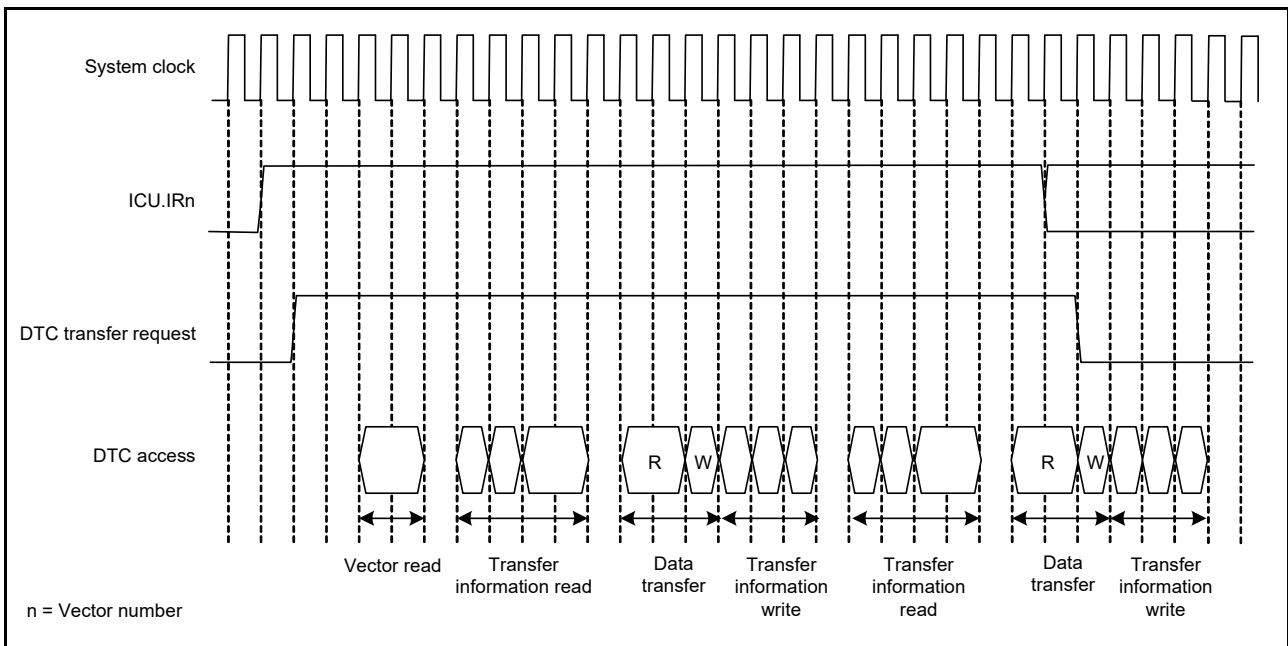 System clock
ICU.IRn
DTC transfer request
DTC access
R
W
R
W
Vector read
Transfer
information read
Data
transfer
Transfer
information
write
Transfer
information
read
Data
transfer
Transfer
information
write
n = Vector number